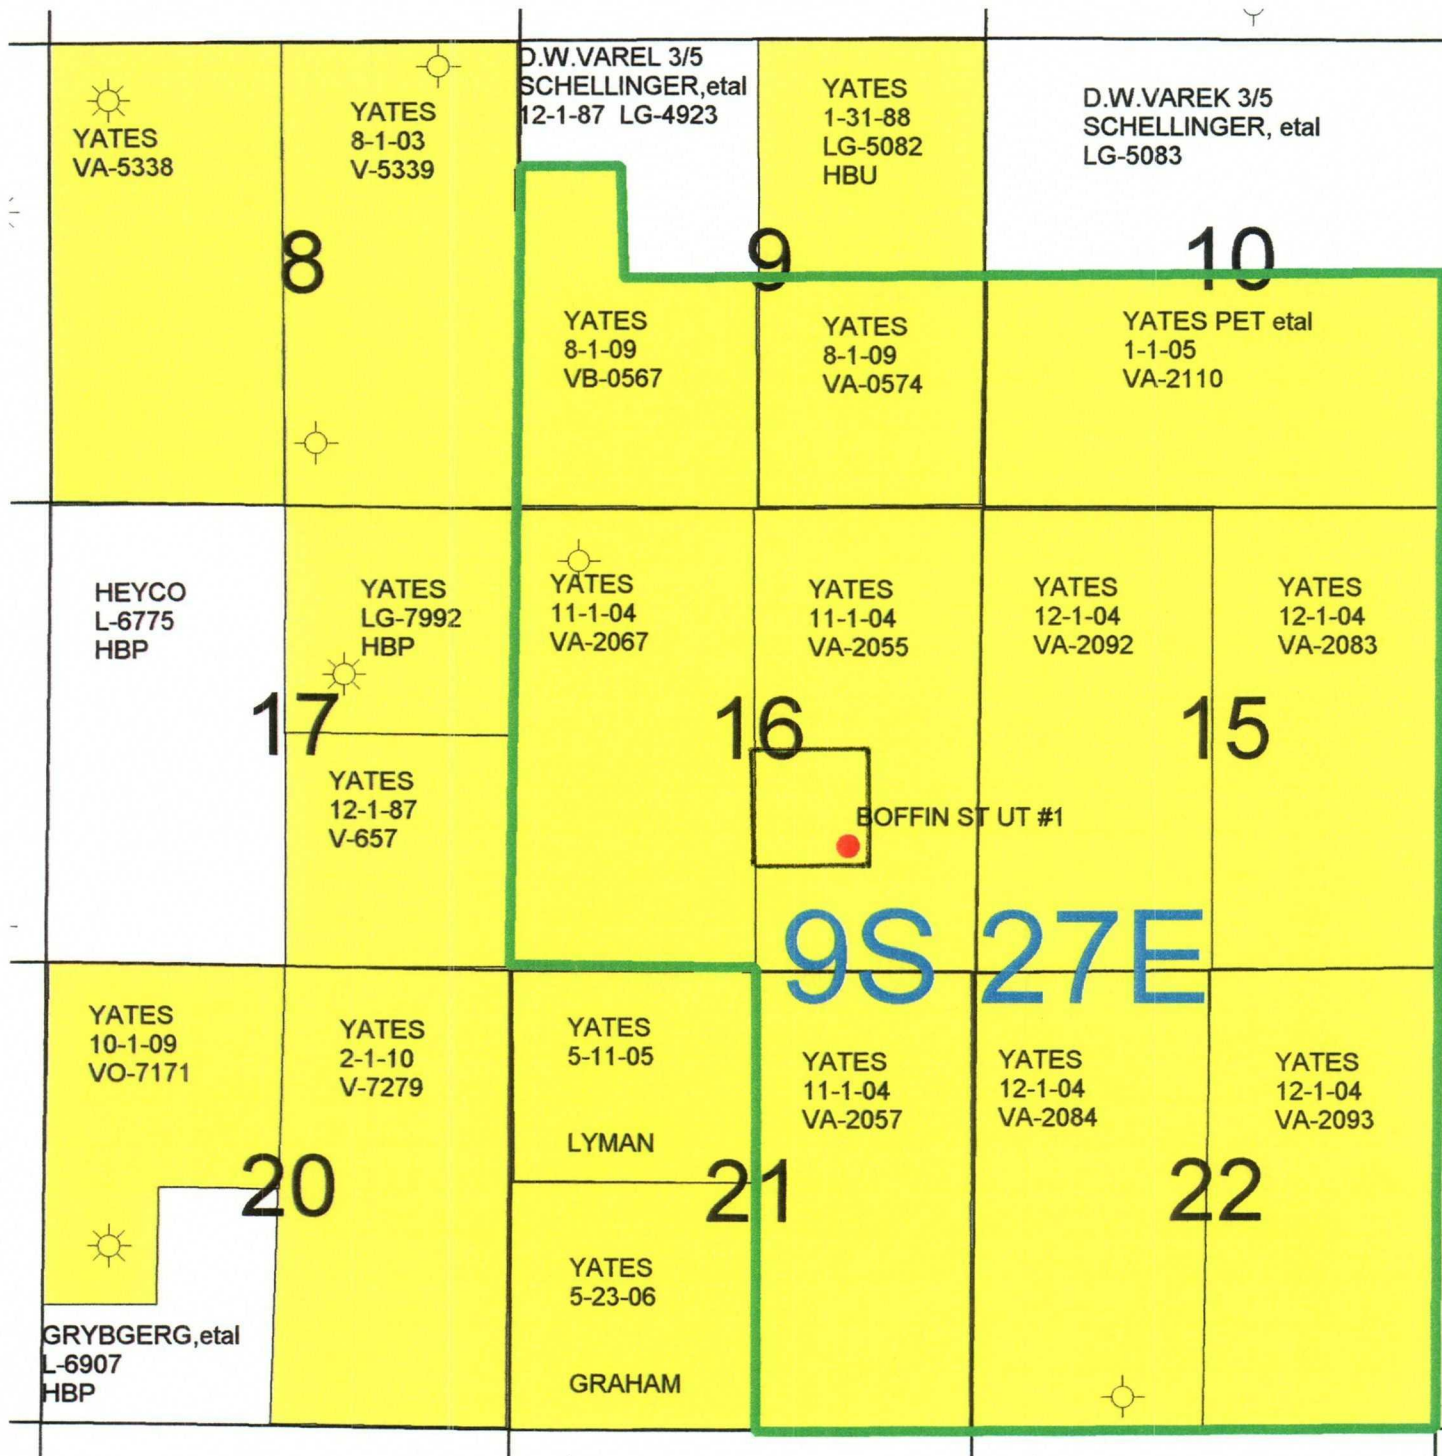 YATES
VA-5338
YATES
8-1-03
V-5339
D.W.VAREL 3/5
SCHELLINGER,etal
12-1-87 LG-4923
YATES
1-31-88
LG-5082
HBU
D.W.VAREK 3/5
SCHELLINGER, etal
LG-5083
8
9
10
YATES
8-1-09
VB-0567
YATES
8-1-09
VA-0574
YATES PET etal
1-1-05
VA-2110
HEYCO
L-6775
HBP
YATES
LG-7992
HBP
YATES
11-1-04
VA-2067
YATES
11-1-04
VA-2055
YATES
12-1-04
VA-2092
YATES
12-1-04
VA-2083
17
16
15
YATES
12-1-87
V-657
BOFFIN ST UT #1
9S 27E
YATES
10-1-09
VO-7171
YATES
2-1-10
V-7279
YATES
5-11-05
LYMAN
YATES
11-1-04
VA-2057
YATES
12-1-04
VA-2084
YATES
12-1-04
VA-2093
20
21
22
YATES
5-23-06
GRAHAM
GRYBGERG,etal
L-6907
HBP